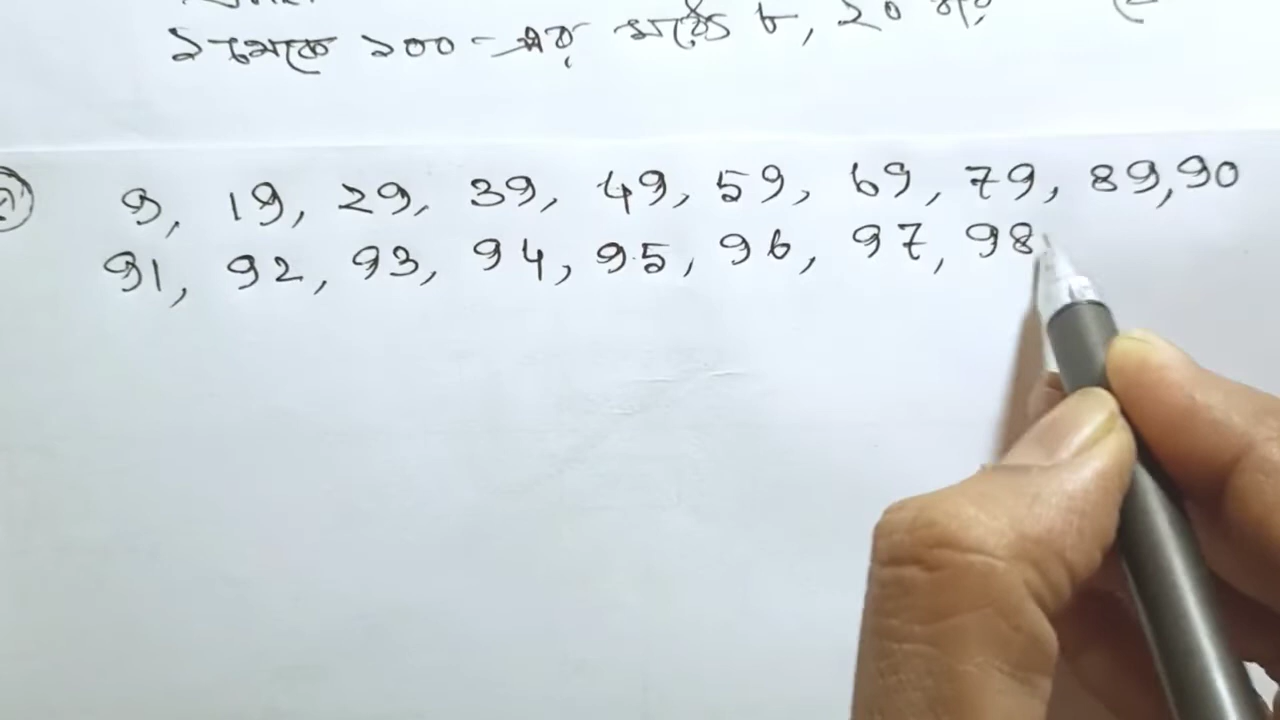 ১ থেকে ১০০ - এর মধ্যে ৮, ২০
9, 19, 29, 39, 49, 59, 69, 79, 89, 90
91, 92, 93, 94, 95, 96, 97, 98